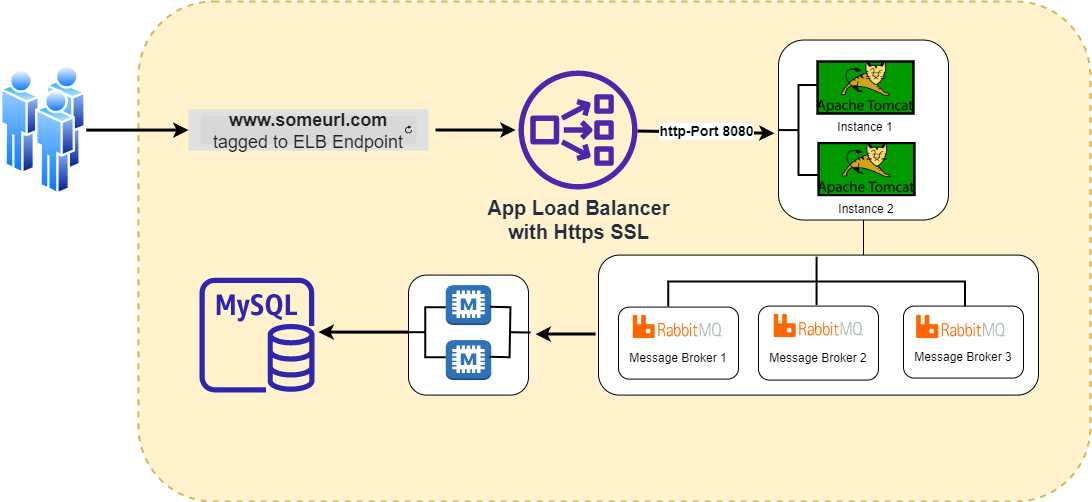 www.someurl.com
tagged to ELB Endpoint
App Load Balancer
with Https SSL
http-Port 8080
Apache Tomcat
Instance 1
Apache Tomcat
Instance 2
MySQL
M
M
RabbitMQ
Message Broker 1
RabbitMQ
Message Broker 2
RabbitMQ
Message Broker 3